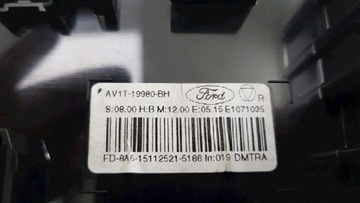 AV1T-19980-BH
Ford
R
S:08.00 H:B M:12.00 E:05.15 E1071035
FD-8A6-15112521-5186 In:019 DMTRA